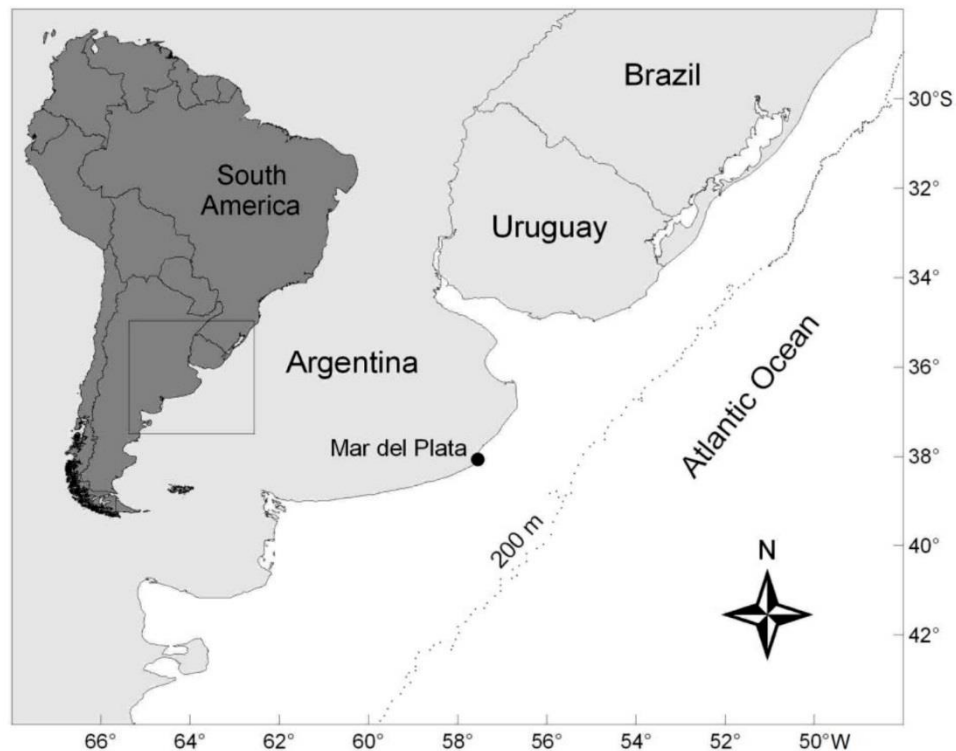 Brazil
30°S
South
America
32°
Uruguay
34°
Argentina
36°
Atlantic Ocean
Mar del Plata
38°
200 m
40°
N
42°
66° 64° 62° 60° 58° 56° 54° 52° 50°W